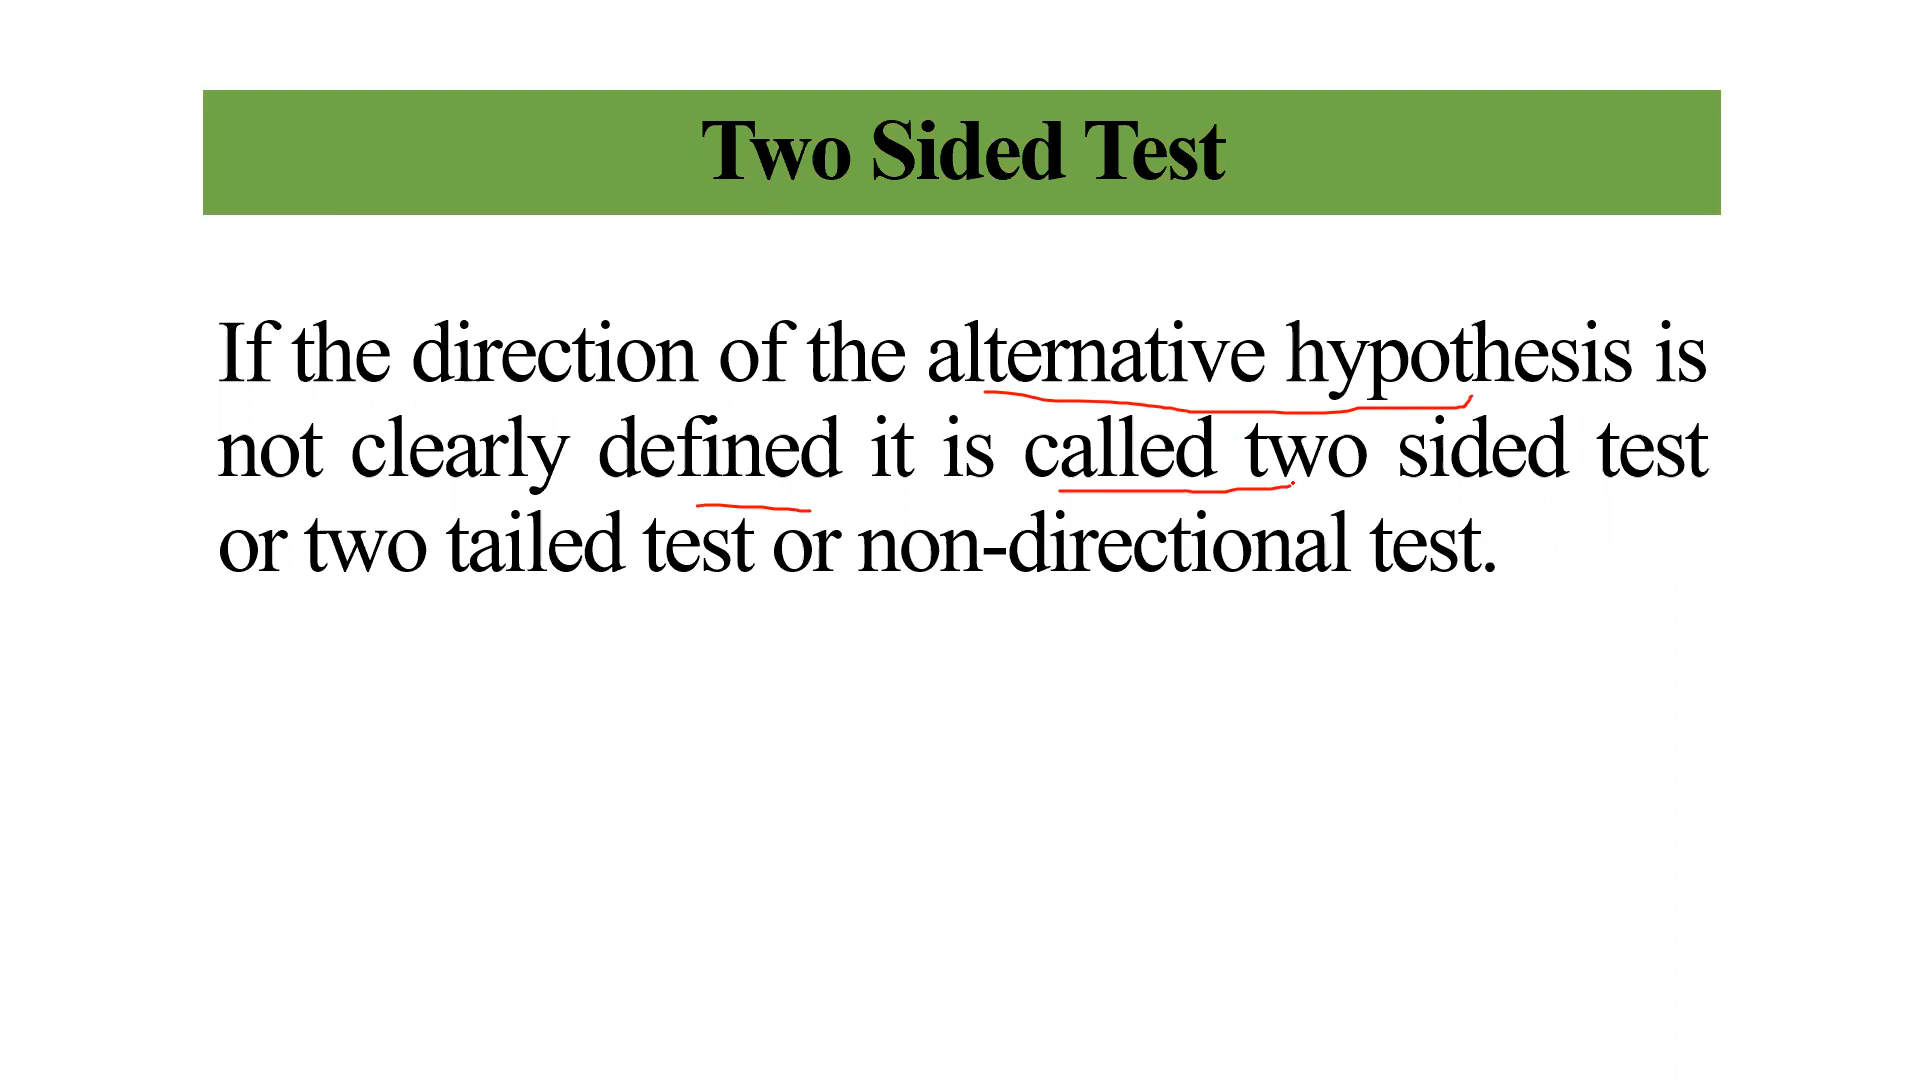 Two Sided Test
If the direction of the alternative hypothesis is
not clearly defined it is called two sided test
or two tailed test or non-directional test.